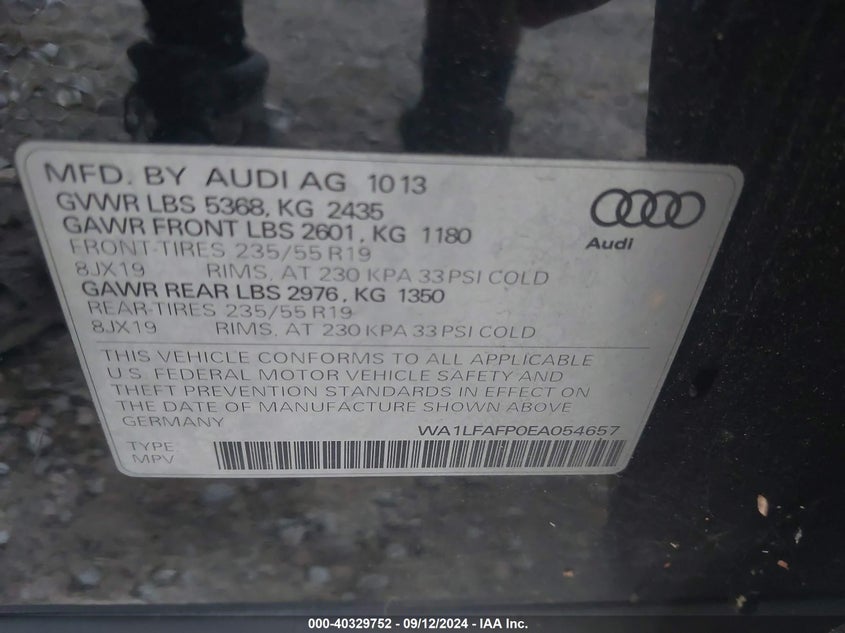 MFD. BY AUDI AG 10 13
GVWR LBS 5368, KG 2435
GAWR FRONT LBS 2601, KG 1180
FRONT-TIRES 235/55 R19
8JX19 RIMS, AT 230 KPA 33 PSI COLD
GAWR REAR LBS 2976, KG 1350
REAR-TIRES 235/55 R19
8JX19 RIMS, AT 230 KPA 33 PSI COLD
Audi
THIS VEHICLE CONFORMS TO ALL APPLICABLE
U.S. FEDERAL MOTOR VEHICLE SAFETY AND
THEFT PREVENTION STANDARDS IN EFFECT ON
THE DATE OF MANUFACTURE SHOWN ABOVE
GERMANY
WA1LFAFP0EA054657
TYPE
MPV
000-40329752 - 09/12/2024 - IAA Inc.